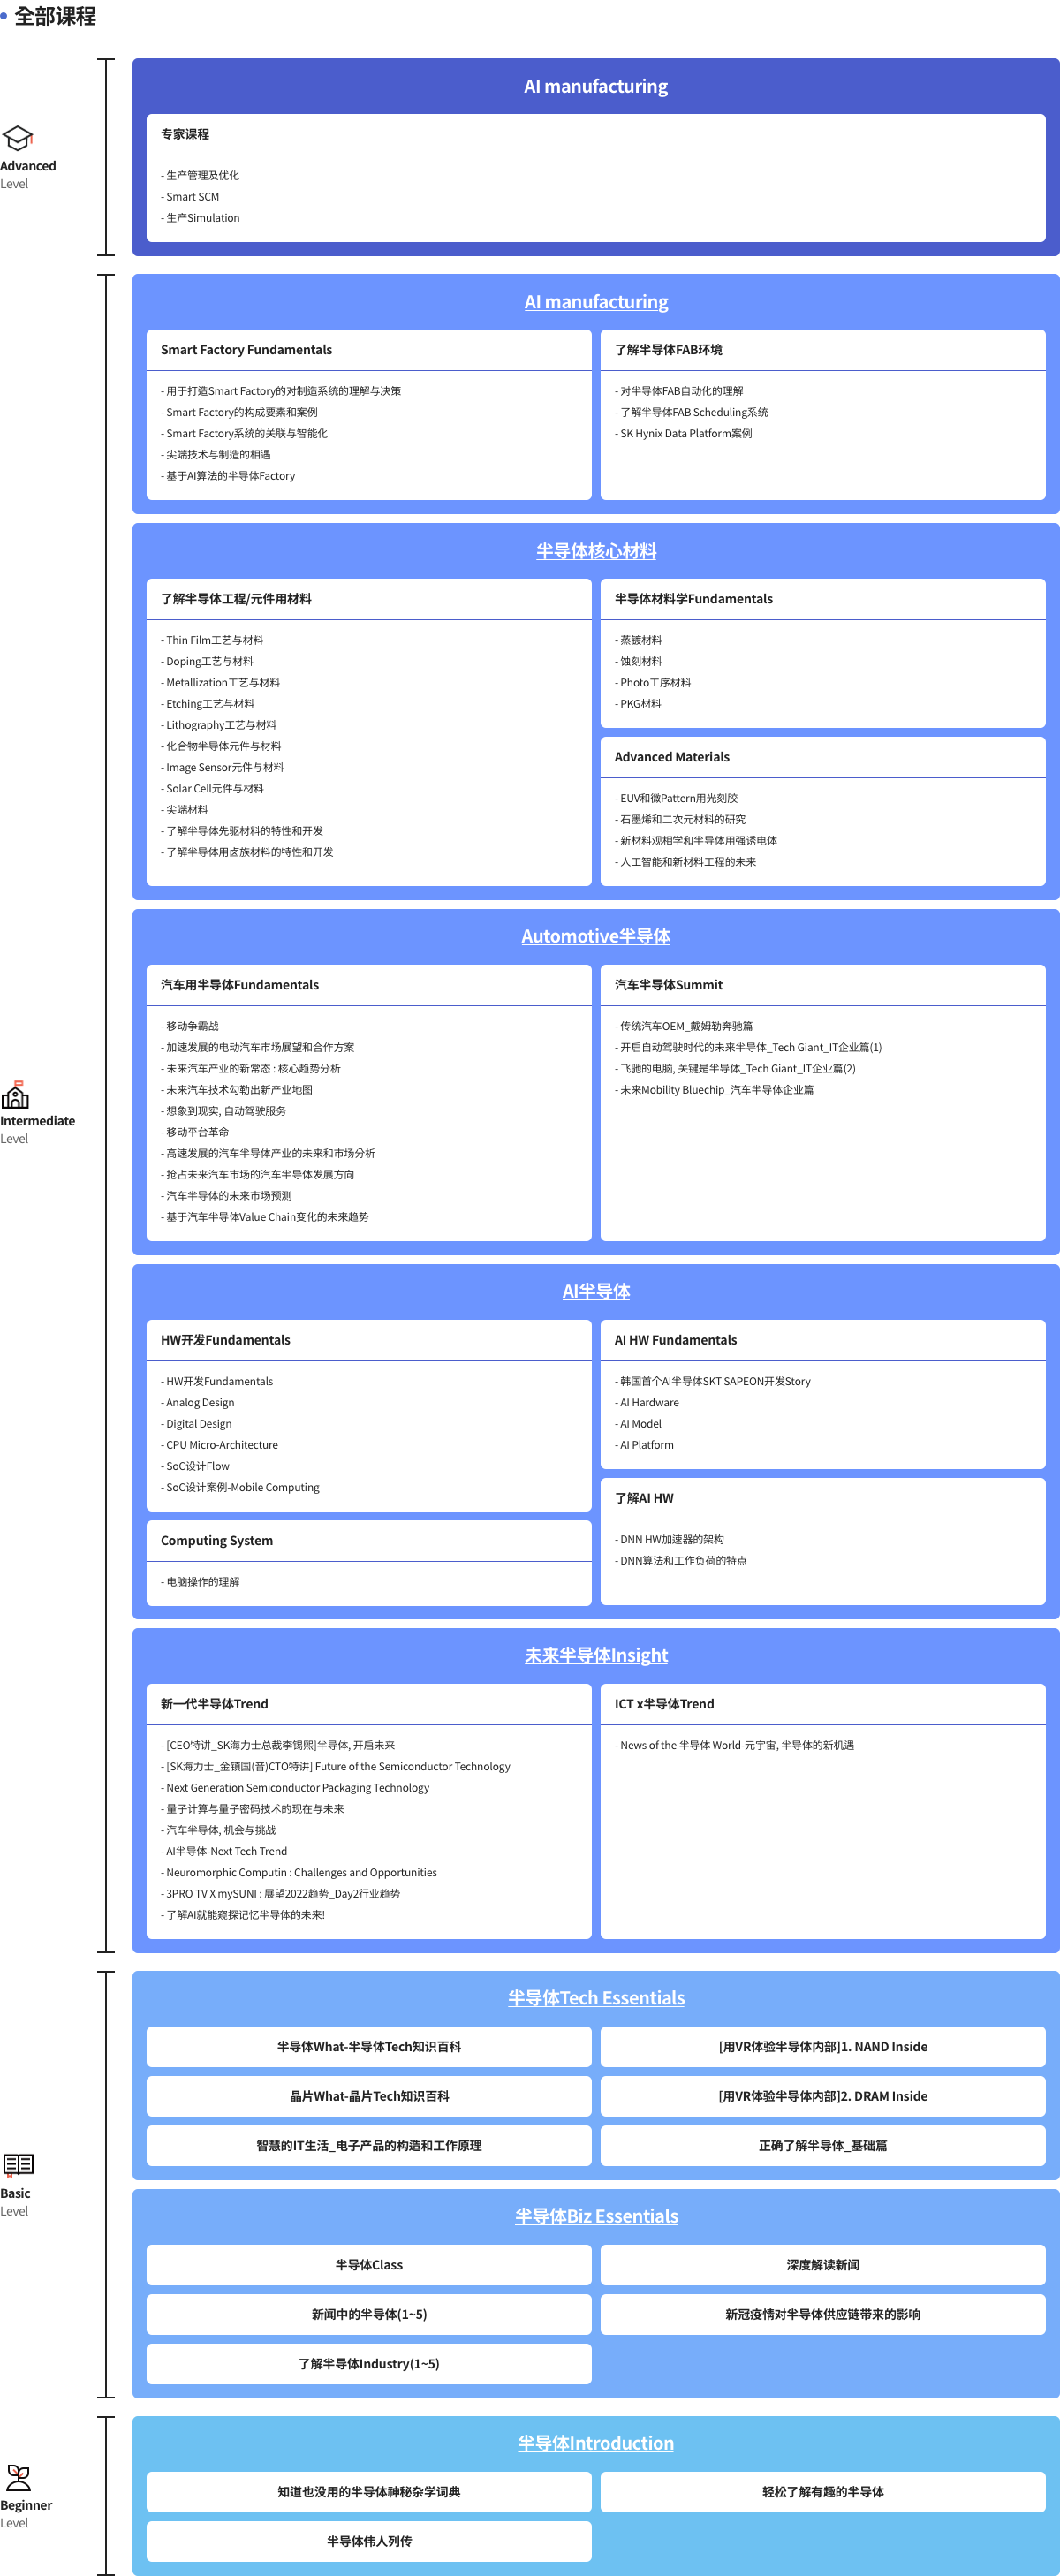 全部课程
Advanced
Level
AI manufacturing
专家课程
- 生产管理及优化
- Smart SCM
- 生产Simulation
Intermediate
Level
AI manufacturing
Smart Factory Fundamentals
- 用于打造Smart Factory的对制造系统的理解与决策
- Smart Factory的构成要素和案例
- Smart Factory系统的关联与智能化
- 尖端技术与制造的相遇
- 基于AI算法的半导体Factory
了解半导体FAB环境
- 对半导体FAB自动化的理解
- 了解半导体FAB Scheduling系统
- SK Hynix Data Platform案例
半导体核心材料
了解半导体工程/元件用材料
- Thin Film工艺与材料
- Doping工艺与材料
- Metallization工艺与材料
- Etching工艺与材料
- Lithography工艺与材料
- 化合物半导体元件与材料
- Image Sensor元件与材料
- Solar Cell元件与材料
- 尖端材料
- 了解半导体先驱材料的特性和开发
- 了解半导体用卤族材料的特性和开发
半导体材料学Fundamentals
- 蒸镀材料
- 蚀刻材料
- Photo工序材料
- PKG材料
Advanced Materials
- EUV和微Pattern用光刻胶
- 石墨烯和二次元材料的研究
- 新材料观相学和半导体用强诱电体
- 人工智能和新材料工程的未来
Automotive半导体
汽车用半导体Fundamentals
- 移动争霸战
- 加速发展的电动汽车市场展望和合作方案
- 未来汽车产业的新常态 : 核心趋势分析
- 未来汽车技术勾勒出新产业地图
- 想象到现实, 自动驾驶服务
- 移动平台革命
- 高速发展的汽车半导体产业的未来和市场分析
- 抢占未来汽车市场的汽车半导体发展方向
- 汽车半导体的未来市场预测
- 基于汽车半导体Value Chain变化的未来趋势
汽车半导体Summit
- 传统汽车OEM_戴姆勒奔驰篇
- 开启自动驾驶时代的未来半导体_Tech Giant_IT企业篇(1)
- 飞驰的电脑, 关键是半导体_Tech Giant_IT企业篇(2)
- 未来Mobility Bluechip_汽车半导体企业篇
AI半导体
HW开发Fundamentals
- HW开发Fundamentals
- Analog Design
- Digital Design
- CPU Micro-Architecture
- SoC设计Flow
- SoC设计案例-Mobile Computing
Computing System
- 电脑操作的理解
AI HW Fundamentals
- 韩国首个AI半导体SKT SAPEON开发Story
- AI Hardware
- AI Model
- AI Platform
了解AI HW
- DNN HW加速器的架构
- DNN算法和工作负荷的特点
未来半导体Insight
新一代半导体Trend
- [CEO特讲_SK海力士总裁李锡熙]半导体, 开启未来
- [SK海力士_金镇国(音)CTO特讲] Future of the Semiconductor Technology
- Next Generation Semiconductor Packaging Technology
- 量子计算与量子密码技术的现在与未来
- 汽车半导体, 机会与挑战
- AI半导体-Next Tech Trend
- Neuromorphic Computin : Challenges and Opportunities
- 3PRO TV X mySUNI : 展望2022趋势_Day2行业趋势
- 了解AI就能窥探记忆半导体的未来!
ICT x半导体Trend
- News of the 半导体 World-元宇宙, 半导体的新机遇
Basic
Level
半导体Tech Essentials
半导体What-半导体Tech知识百科
[用VR体验半导体内部]1. NAND Inside
晶片What-晶片Tech知识百科
[用VR体验半导体内部]2. DRAM Inside
智慧的IT生活_电子产品的构造和工作原理
正确了解半导体_基础篇
半导体Biz Essentials
半导体Class
深度解读新闻
新闻中的半导体(1~5)
新冠疫情对半导体供应链带来的影响
了解半导体Industry(1~5)
Beginner
Level
半导体Introduction
知道也没用的半导体神秘杂学词典
轻松了解有趣的半导体
半导体伟人列传